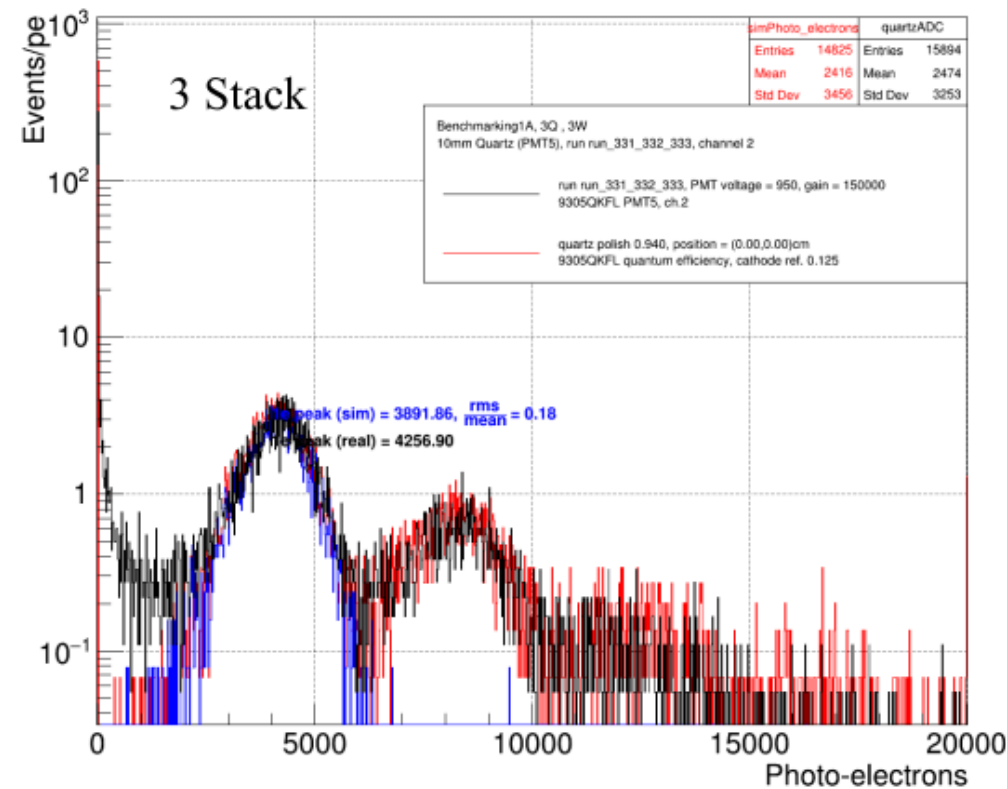 Events/pe
10³
10²
10
1
10⁻¹
3 Stack
simPhoto_electrons
Entries 14825
Mean 2416
Std Dev 3456
quartzADC
Entries 15894
Mean 2474
Std Dev 3253
Benchmarking1A, 3Q , 3W
10mm Quartz (PMT5), run run_331_332_333, channel 2
run run_331_332_333, PMT voltage = 950, gain = 150000
9305QKFL PMT5, ch.2
quartz polish 0.940, position = (0.00,0.00)cm
9305QKFL quantum efficiency, cathode ref. 0.125
peak (sim) = 3891.86, rms/mean = 0.18
peak (real) = 4256.90
0 5000 10000 15000 20000
Photo-electrons